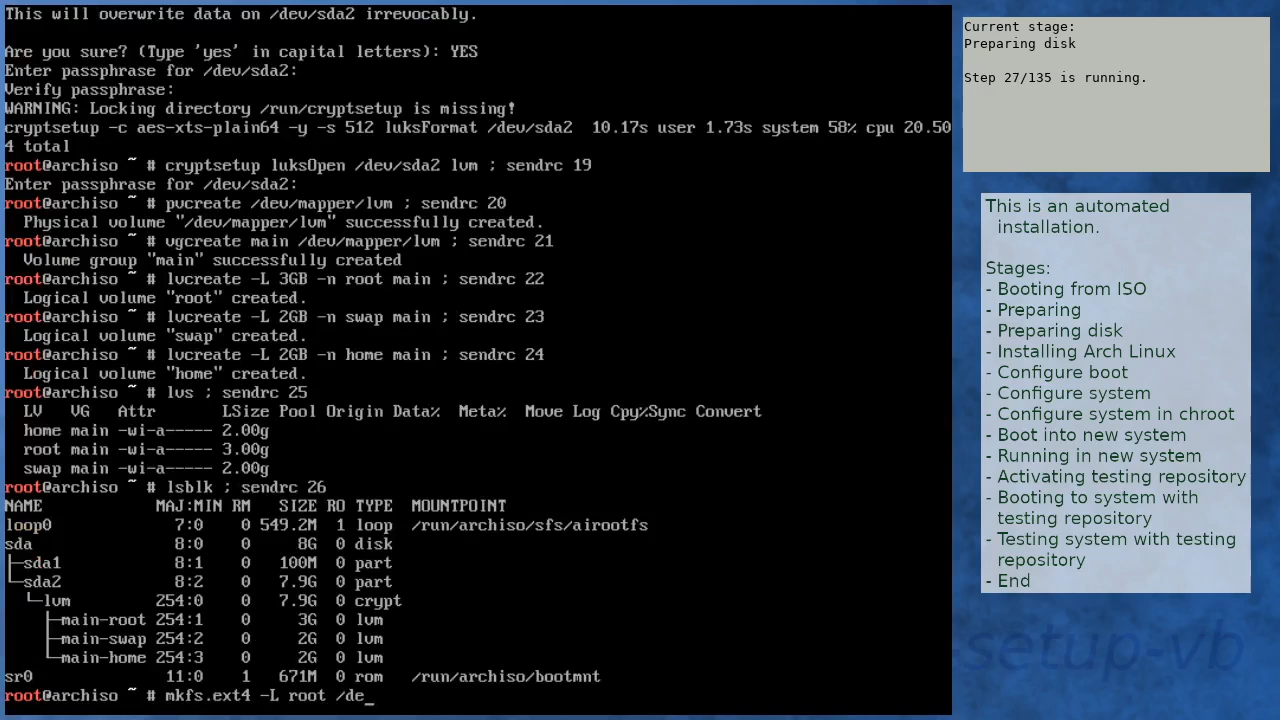 This will overwrite data on /dev/sda2 irrevocably.
Are you sure? (Type 'yes' in capital letters): YES
Enter passphrase for /dev/sda2:
Verify passphrase:
WARNING: Locking directory /run/cryptsetup is missing!
cryptsetup -c aes-xts-plain64 -y -s 512 luksFormat /dev/sda2  10.17s user 1.73s system 58% cpu 20.50
4 total
root@archiso ~ # cryptsetup luksOpen /dev/sda2 lvm ; sendrc 19
Enter passphrase for /dev/sda2:
root@archiso ~ # pvcreate /dev/mapper/lvm ; sendrc 20
  Physical volume "/dev/mapper/lvm" successfully created.
root@archiso ~ # vgcreate main /dev/mapper/lvm ; sendrc 21
  Volume group "main" successfully created
root@archiso ~ # lvcreate -L 3GB -n root main ; sendrc 22
  Logical volume "root" created.
root@archiso ~ # lvcreate -L 2GB -n swap main ; sendrc 23
  Logical volume "swap" created.
root@archiso ~ # lvcreate -L 2GB -n home main ; sendrc 24
  Logical volume "home" created.
root@archiso ~ # lvs ; sendrc 25
  LV   VG   Attr       LSize Pool Origin Data%  Meta%  Move Log Cpy%Sync Convert
  home main -wi-a----- 2.00g
  root main -wi-a----- 3.00g
  swap main -wi-a----- 2.00g
root@archiso ~ # lsblk ; sendrc 26
NAME            MAJ:MIN RM   SIZE RO TYPE  MOUNTPOINT
loop0             7:0    0 549.2M  1 loop  /run/archiso/sfs/airootfs
sda               8:0    0     8G  0 disk
├─sda1            8:1    0   100M  0 part
└─sda2            8:2    0   7.9G  0 part
  └─lvm         254:0    0   7.9G  0 crypt
    ├─main-root 254:1    0     3G  0 lvm
    ├─main-swap 254:2    0     2G  0 lvm
    └─main-home 254:3    0     2G  0 lvm
sr0              11:0    1   671M  0 rom   /run/archiso/bootmnt
root@archiso ~ # mkfs.ext4 -L root /de_
Current stage:
Preparing disk
Step 27/135 is running.
This is an automated
installation.
Stages:
- Booting from ISO
- Preparing
- Preparing disk
- Installing Arch Linux
- Configure boot
- Configure system
- Configure system in chroot
- Boot into new system
- Running in new system
- Activating testing repository
- Booting to system with
testing repository
- Testing system with testing
repository
- End
-setup-vb